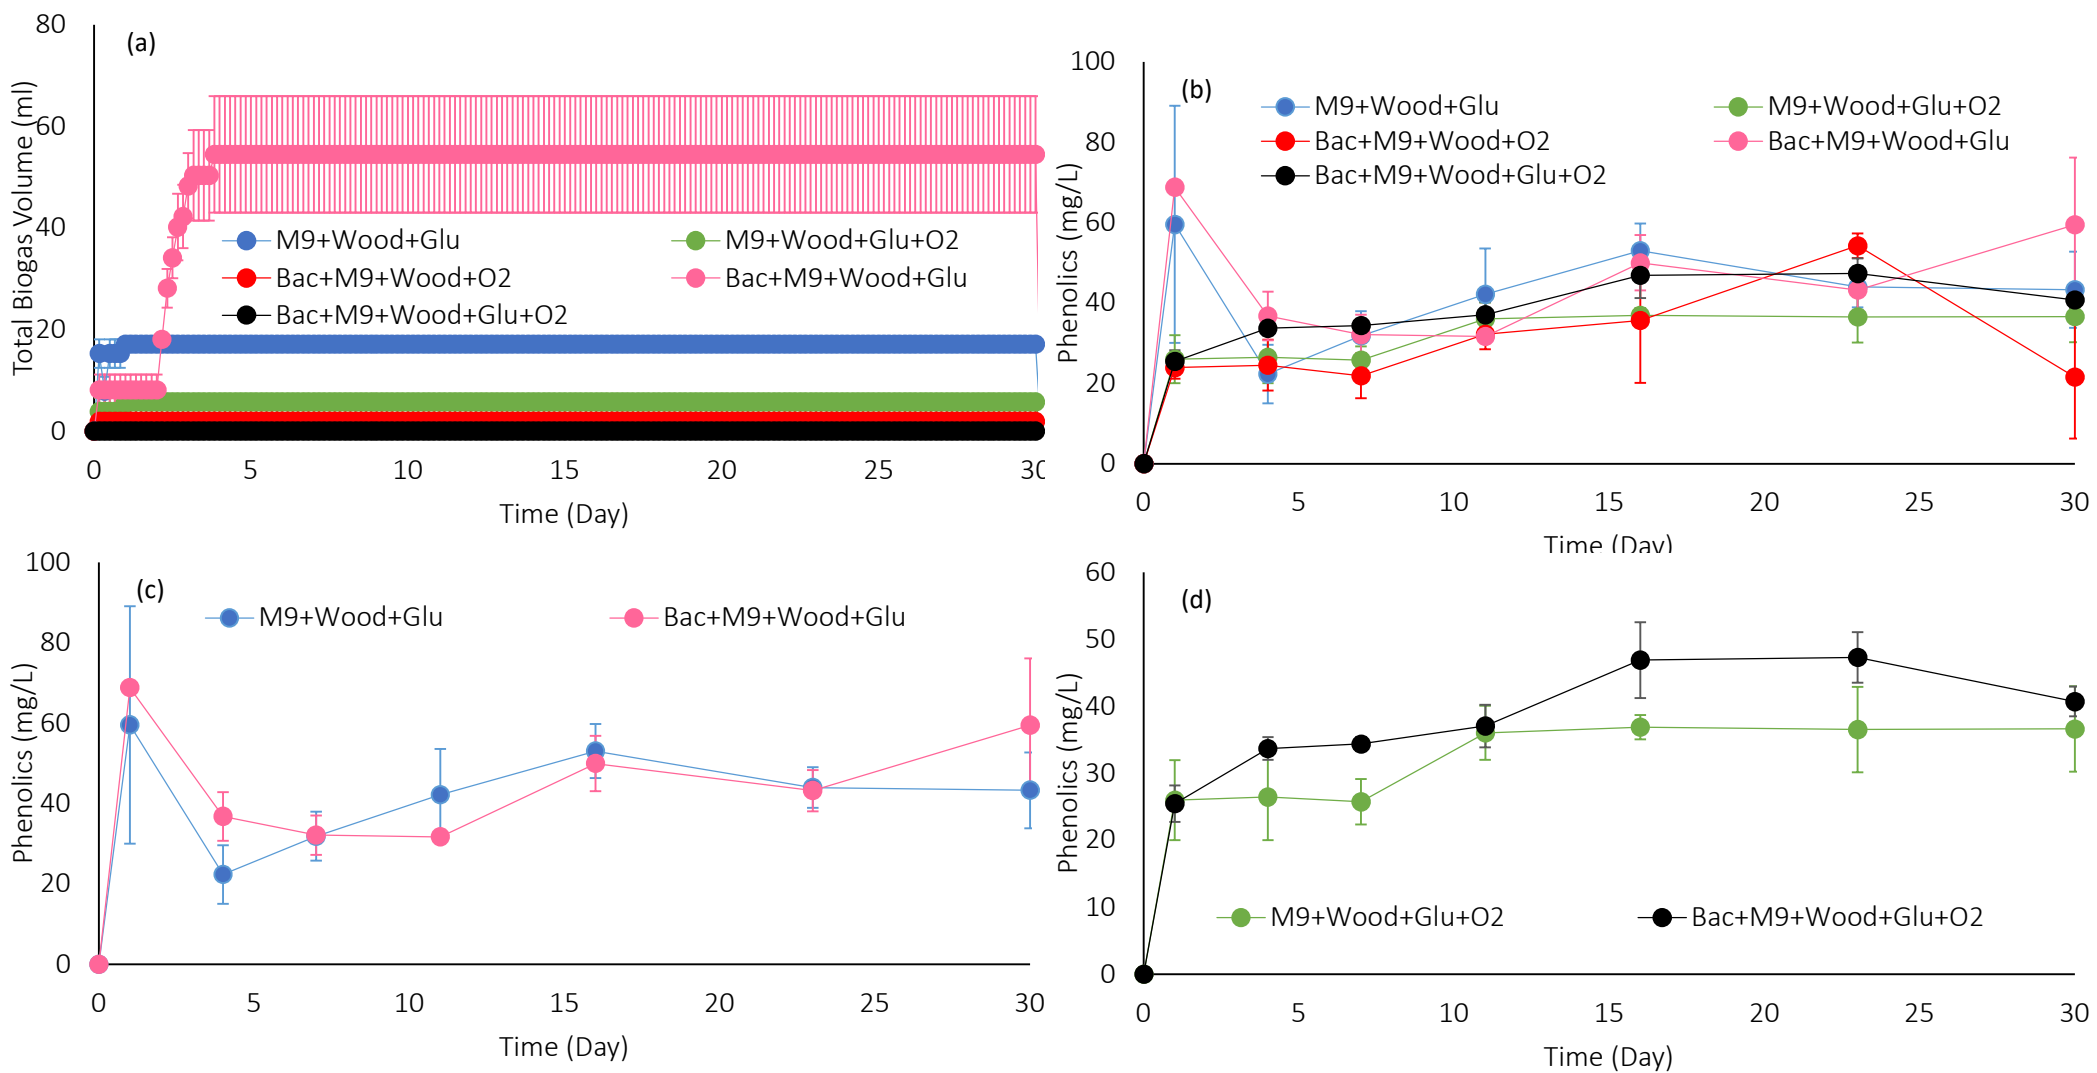 (a)
Total Biogas Volume (ml)
80
60
40
20
0
M9+Wood+Glu
M9+Wood+Glu+O2
Bac+M9+Wood+O2
Bac+M9+Wood+Glu
Bac+M9+Wood+Glu+O2
0 5 10 15 20 25 30
Time (Day)
(b)
Phenolics (mg/L)
100
80
60
40
20
0
M9+Wood+Glu
M9+Wood+Glu+O2
Bac+M9+Wood+O2
Bac+M9+Wood+Glu
Bac+M9+Wood+Glu+O2
0 5 10 15 20 25 30
Time (Day)
(c)
Phenolics (mg/L)
100
80
60
40
20
0
M9+Wood+Glu
Bac+M9+Wood+Glu
0 5 10 15 20 25 30
Time (Day)
(d)
Phenolics (mg/L)
60
50
40
30
20
10
0
M9+Wood+Glu+O2
Bac+M9+Wood+Glu+O2
0 5 10 15 20 25 30
Time (Day)